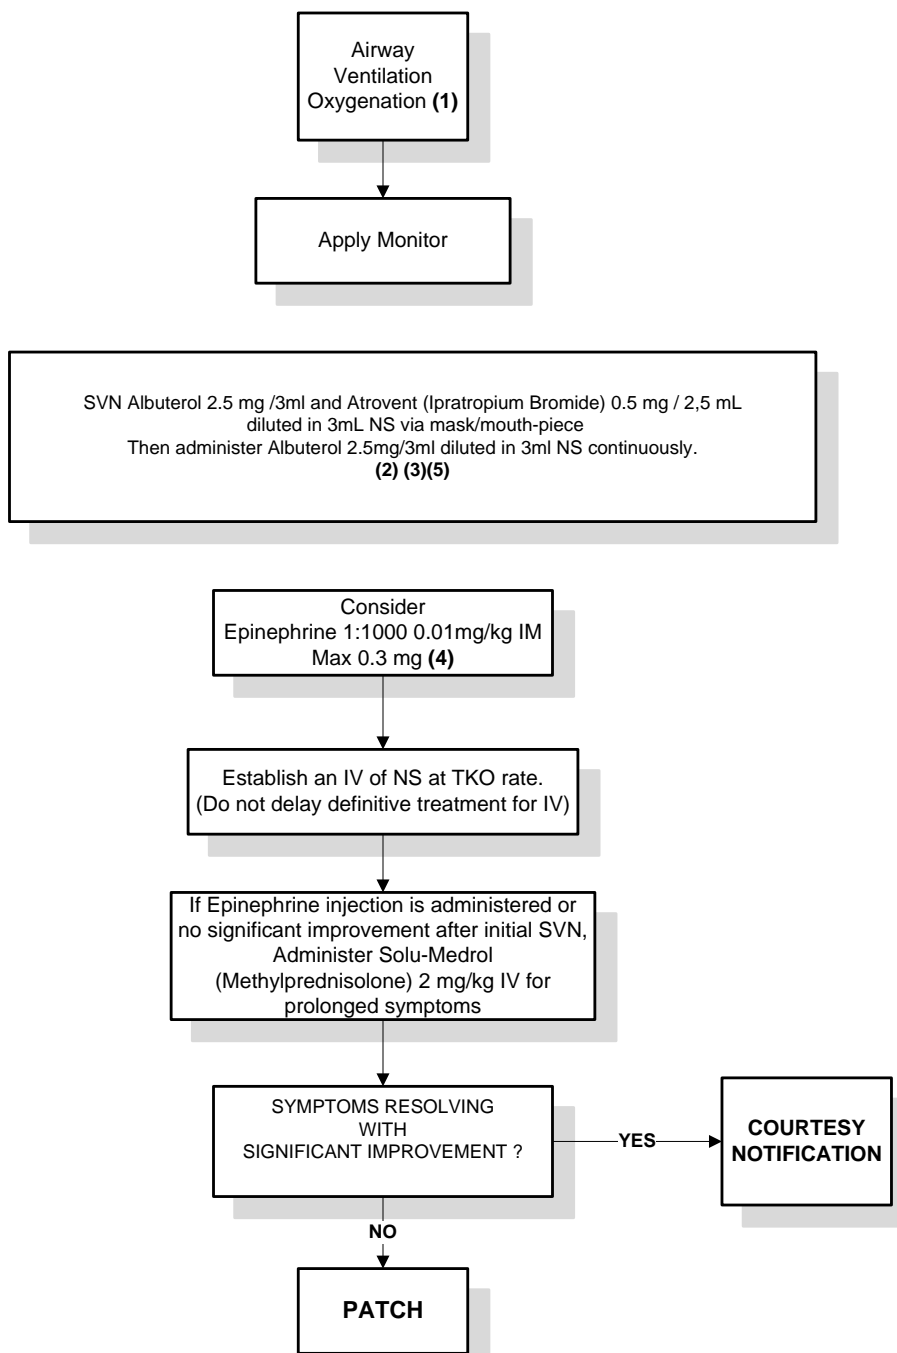 Airway
Ventilation
Oxygenation (1)
Apply Monitor
SVN Albuterol 2.5 mg /3ml and Atrovent (Ipratropium Bromide) 0.5 mg / 2,5 mL
diluted in 3mL NS via mask/mouth-piece
Then administer Albuterol 2.5mg/3ml diluted in 3ml NS continuously.
(2) (3)(5)
Consider
Epinephrine 1:1000 0.01mg/kg IM
Max 0.3 mg (4)
Establish an IV of NS at TKO rate.
(Do not delay definitive treatment for IV)
If Epinephrine injection is administered or
no significant improvement after initial SVN,
Administer Solu-Medrol
(Methylprednisolone) 2 mg/kg IV for
prolonged symptoms
SYMPTOMS RESOLVING
WITH
SIGNIFICANT IMPROVEMENT ?
YES
COURTESY
NOTIFICATION
NO
PATCH